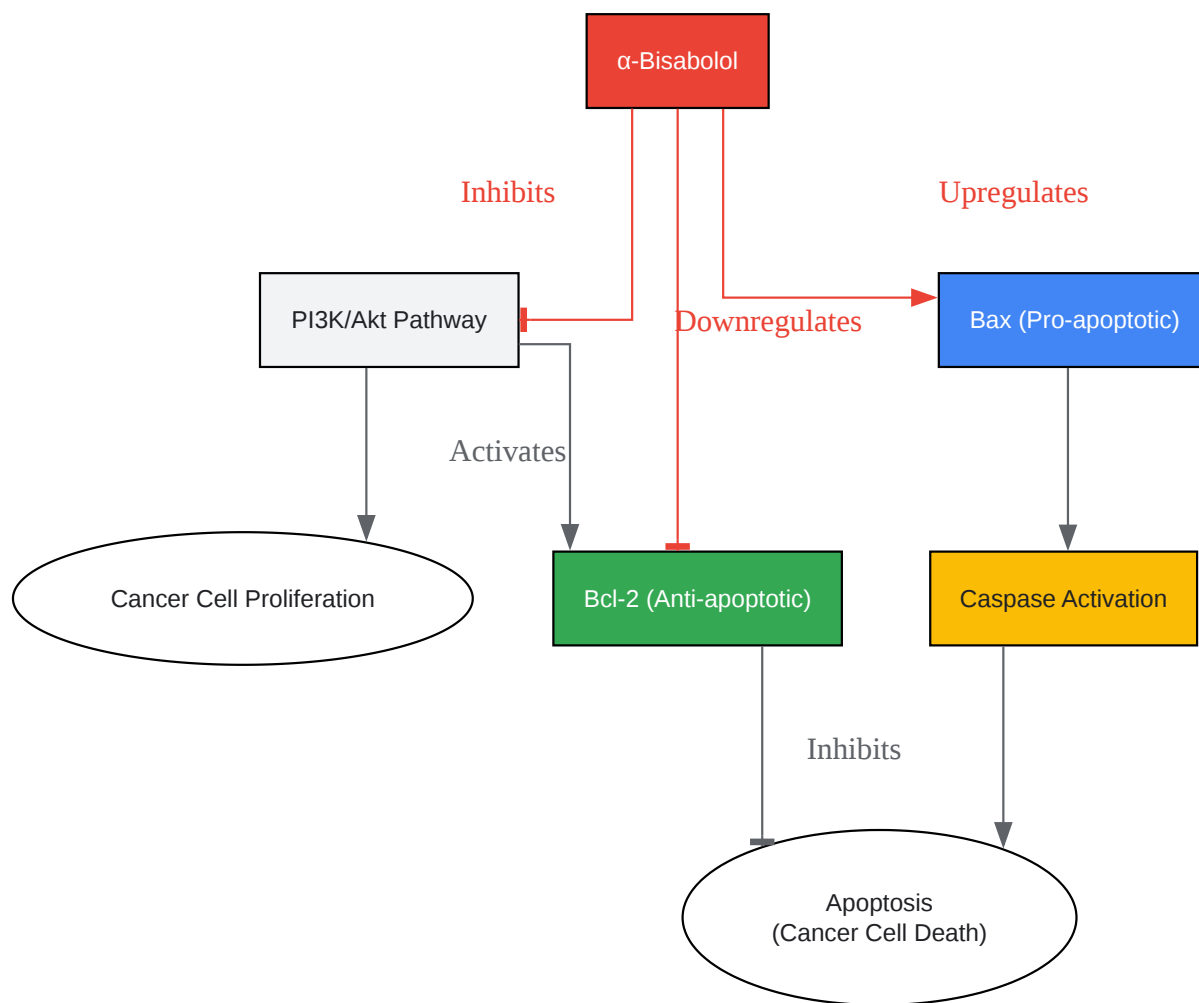 α-Bisabolol
Inhibits
Upregulates
PI3K/Akt Pathway
Downregulates
Bax (Pro-apoptotic)
Activates
Cancer Cell Proliferation
Bcl-2 (Anti-apoptotic)
Caspase Activation
Inhibits
Apoptosis
(Cancer Cell Death)